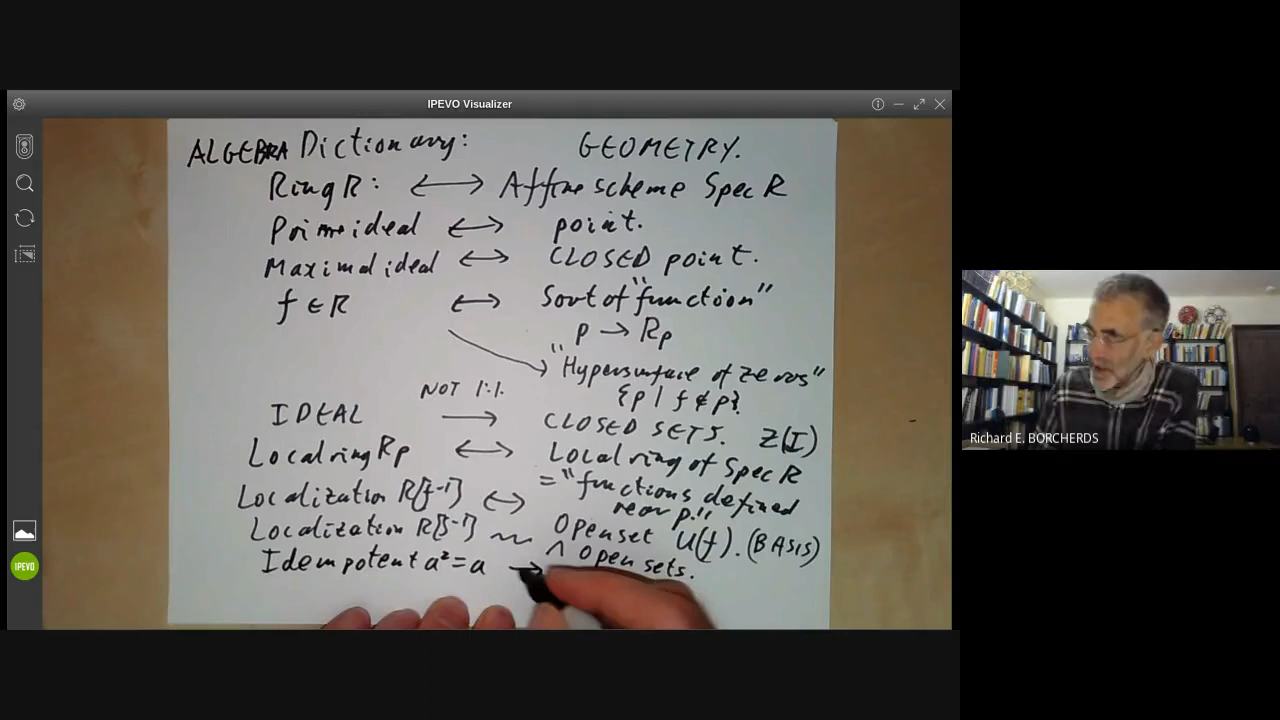 IPEVO Visualizer
ALGEBRA Dictionary: GEOMETRY.
Ring R: ⟷ Affine scheme Spec R
Prime ideal ⟷ point.
Maximal ideal ⟷ CLOSED point.
f ∈ R ⟷ Sort of "function"
p → Rp
"Hypersurface of zeros"
NOT 1:1. {p | f ∉ p}
IDEAL → CLOSED SETS. Z(I)
Local ring Rp ⟷ Local ring of Spec R
= "functions defined
near p."
Localization R[f-1] ⟷ Open set U(f). (BASIS)
Localization R[S-1] ~ ∩ Open sets.
Idempotent a²=a →
Richard E. BORCHERDS
IPEVO